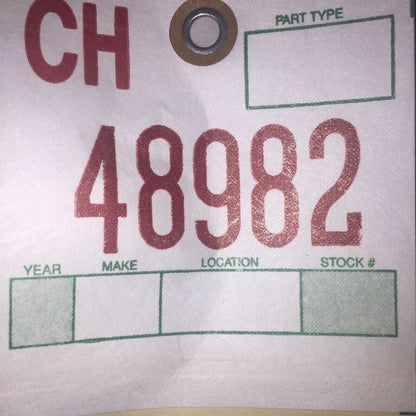 CH
PART TYPE
48982
YEAR MAKE LOCATION STOCK #